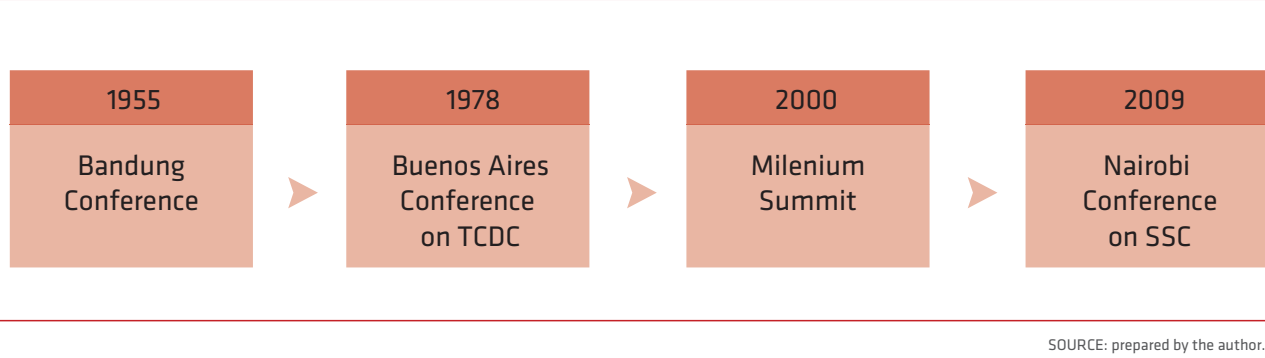 1955
Bandung
Conference
1978
Buenos Aires
Conference
on TCDC
2000
Milenium
Summit
2009
Nairobi
Conference
on SSC
SOURCE: prepared by the author.